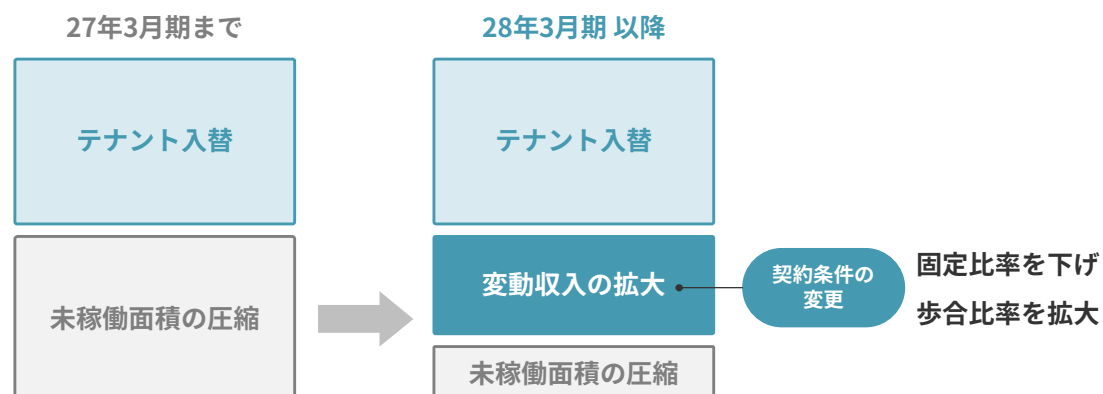 27年3月期まで
テナント入替
未稼働面積の圧縮
28年3月期 以降
テナント入替
変動収入の拡大
契約条件の
変更
固定比率を下げ
歩合比率を拡大
未稼働面積の圧縮